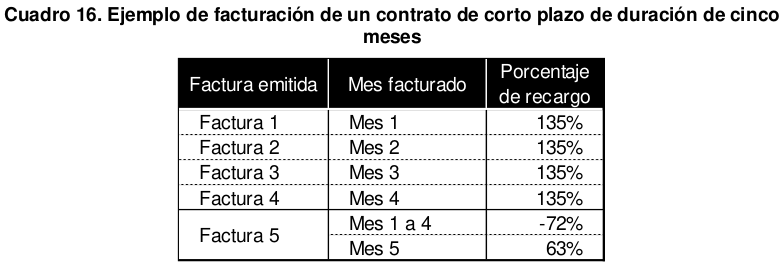 Cuadro 16. Ejemplo de facturación de un contrato de corto plazo de duración de cinco
meses
Factura emitida Mes facturado Porcentaje de recargo
Factura 1 Mes 1 135%
Factura 2 Mes 2 135%
Factura 3 Mes 3 135%
Factura 4 Mes 4 135%
Factura 5 Mes 1 a 4 -72%
Mes 5 63%